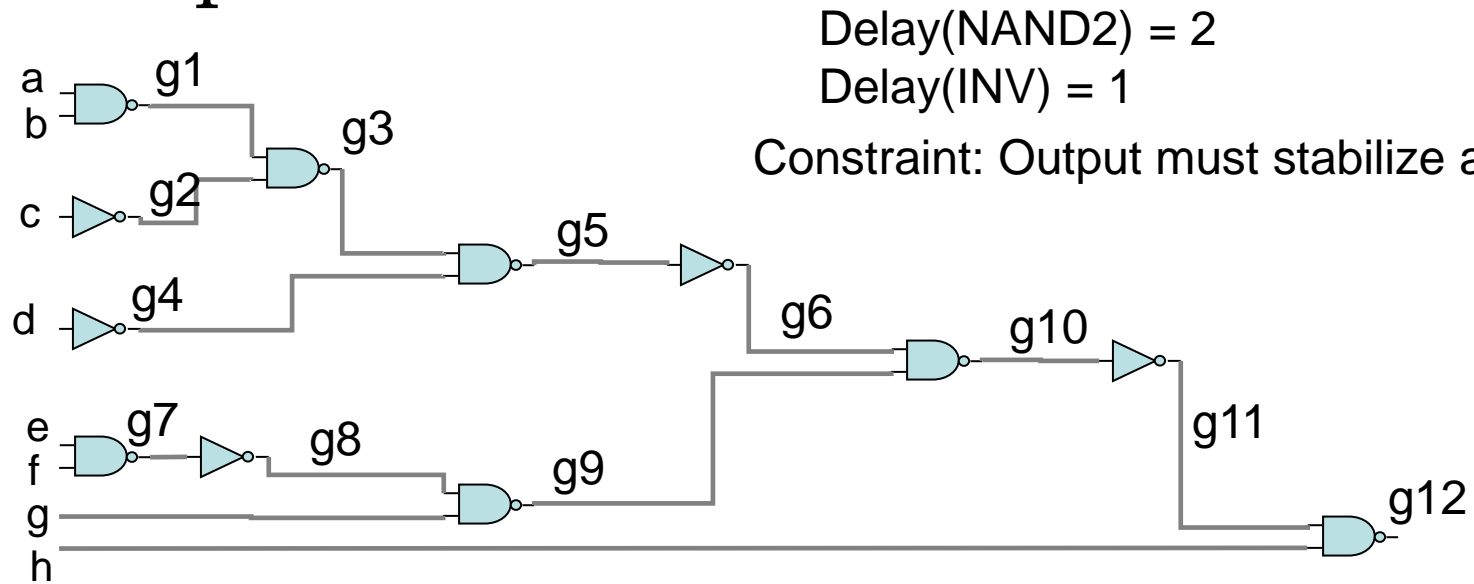 Delay(NAND2) = 2
Delay(INV) = 1
Constraint: Output must stabilize a
a
b
g1
g3
g2
c
g5
g4
d
g6
g10
g7
e
f
g8
g9
g11
g
g12
h